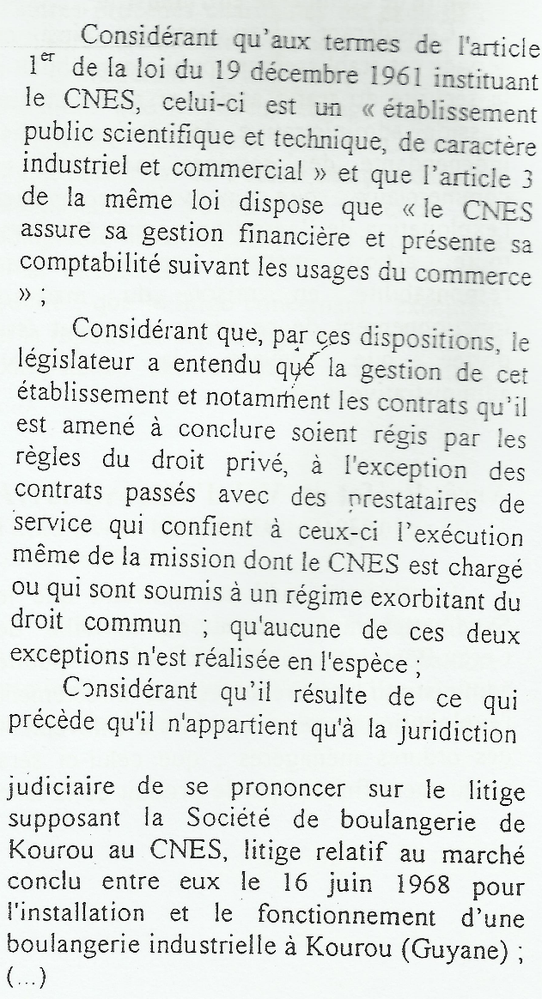 Considérant qu'aux termes de l'article
1er de la loi du 19 décembre 1961 instituant
le CNES, celui-ci est un « établissement
public scientifique et technique, de caractère
industriel et commercial » et que l'article 3
de la même loi dispose que « le CNES
assure sa gestion financière et présente sa
comptabilité suivant les usages du commerce
» ;
Considérant que, par ces dispositions, le
législateur a entendu que la gestion de cet
établissement et notamment les contrats qu'il
est amené à conclure soient régis par les
règles du droit privé, à l'exception des
contrats passés avec des prestataires de
service qui confient à ceux-ci l'exécution
même de la mission dont le CNES est chargé
ou qui sont soumis à un régime exorbitant du
droit commun ; qu'aucune de ces deux
exceptions n'est réalisée en l'espèce ;
Considérant qu'il résulte de ce qui
précède qu'il n'appartient qu'à la juridiction
judiciaire de se prononcer sur le litige
supposant la Société de boulangerie de
Kourou au CNES, litige relatif au marché
conclu entre eux le 16 juin 1968 pour
l'installation et le fonctionnement d'une
boulangerie industrielle à Kourou (Guyane) ;
(...)